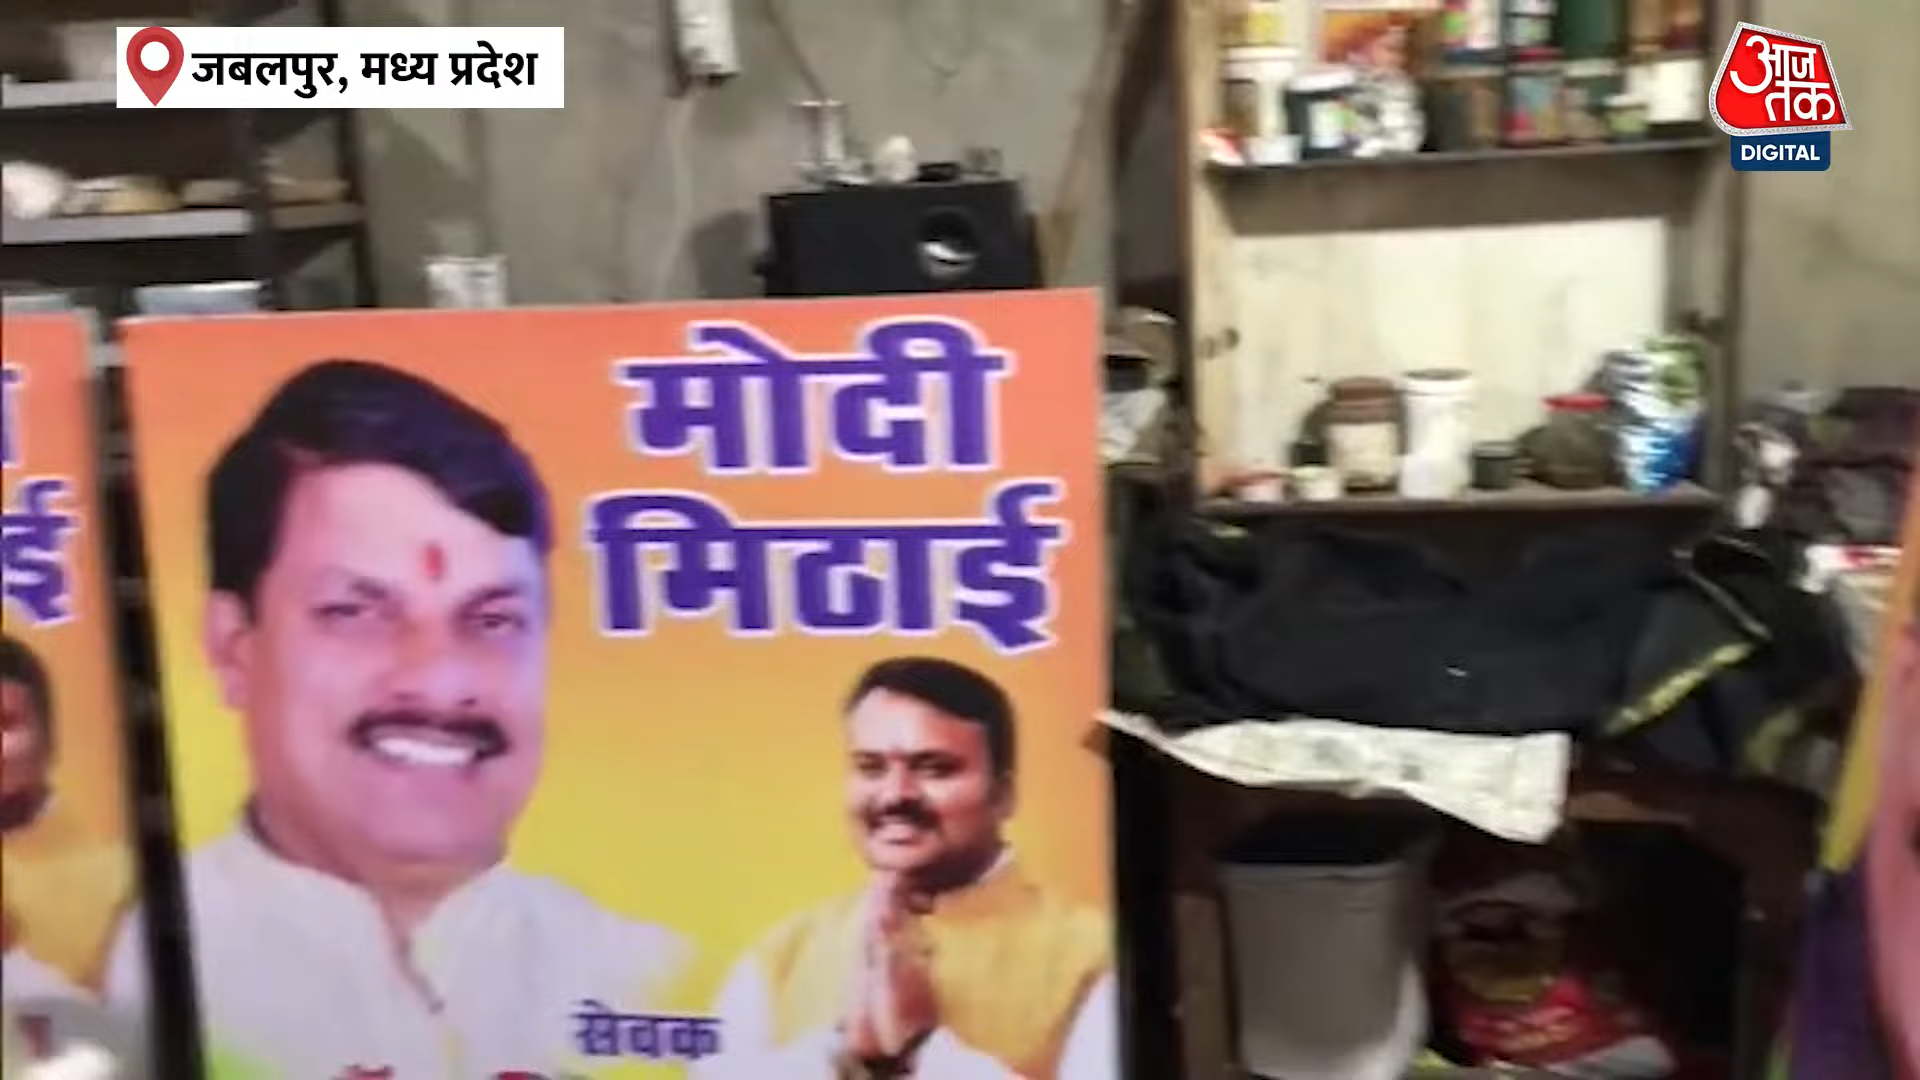 जबलपुर, मध्य प्रदेश
आज
तक
DIGITAL
मोदी
मिठाई
ई
सेवक